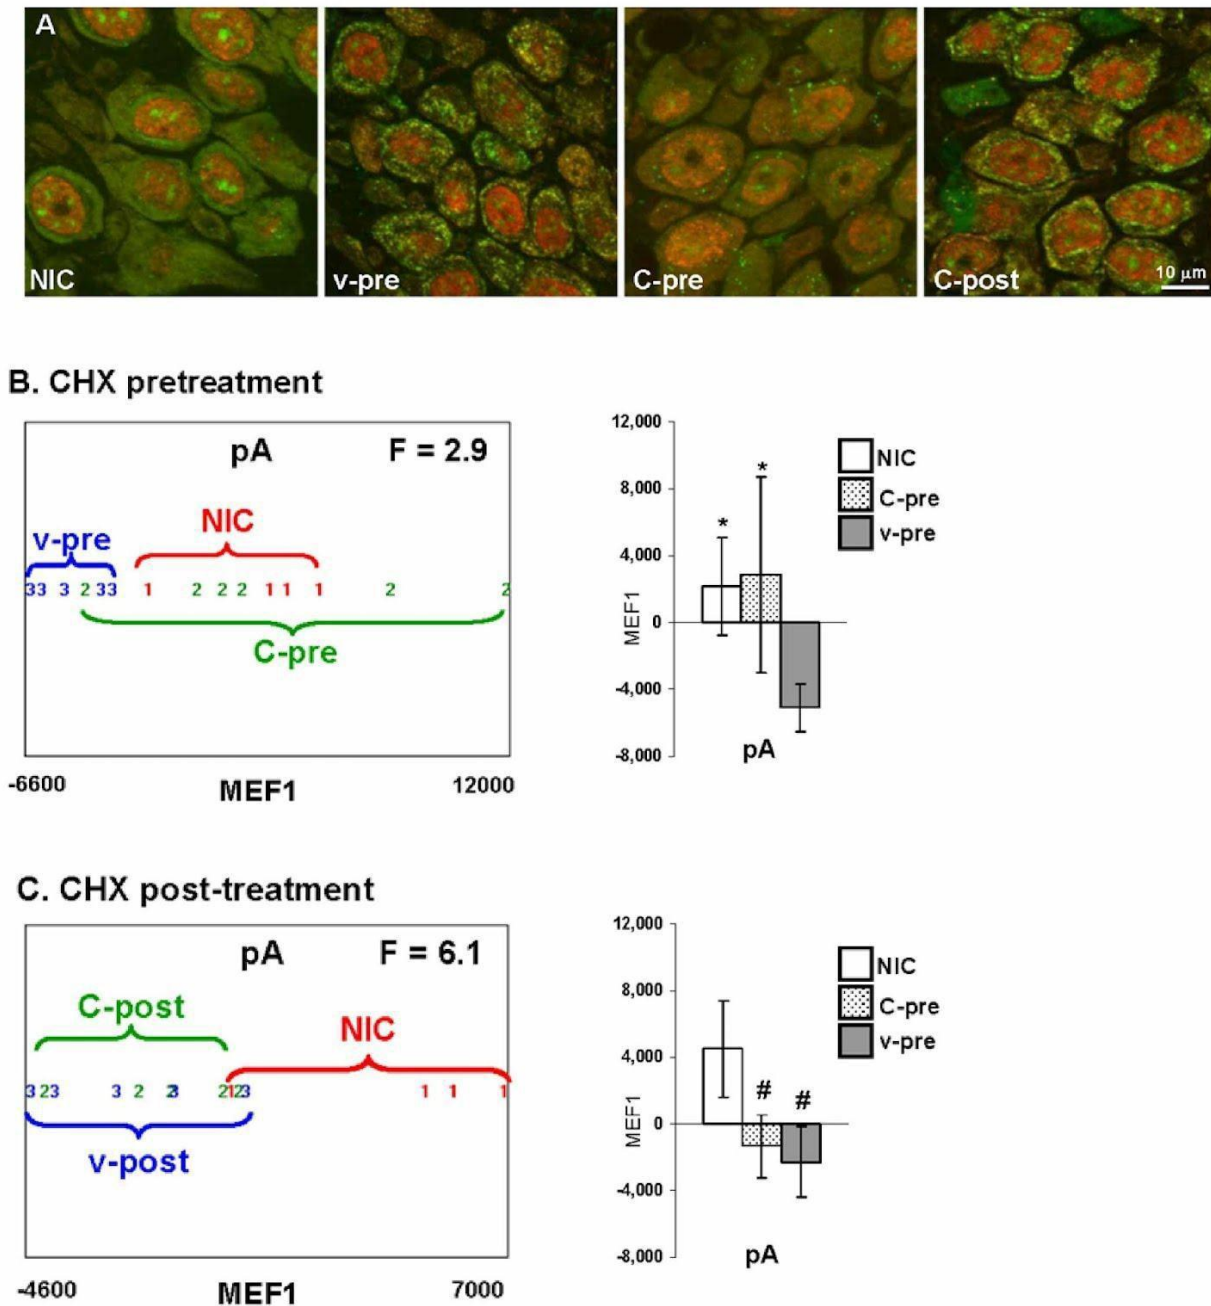 A
NIC
v-pre
C-pre
C-post
10 µm
B. CHX pretreatment
pA F = 2.9
NIC
v-pre
33 3 2 33 1 2 2 2 1 1 1 2 2
C-pre
-6600 MEF1 12000
12,000
8,000
4,000
0
-4,000
-8,000
MEF1
* *
pA
NIC
C-pre
v-pre
C. CHX post-treatment
pA F = 6.1
C-post
NIC
3 2 3 3 2 2 3 2 1 2 3 1 1 1
v-post
-4600 MEF1 7000
12,000
8,000
4,000
0
-4,000
-8,000
MEF1
# #
pA
NIC
C-pre
v-pre